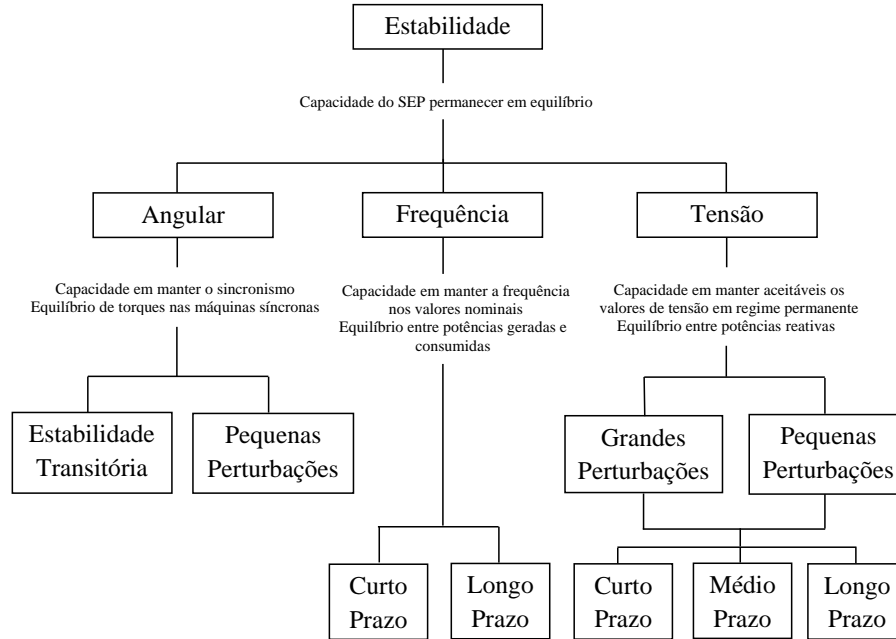 Estabilidade
Capacidade do SEP permanecer em equilíbrio
Angular
Frequência
Tensão
Capacidade em manter o sincronismo
Equilíbrio de torques nas máquinas síncronas
Capacidade em manter a frequência
nos valores nominais
Equilíbrio entre potências geradas e
consumidas
Capacidade em manter aceitáveis os
valores de tensão em regime permanente
Equilíbrio entre potências reativas
Estabilidade
Transitória
Pequenas
Perturbações
Grandes
Perturbações
Pequenas
Perturbações
Curto
Prazo
Longo
Prazo
Curto
Prazo
Médio
Prazo
Longo
Prazo